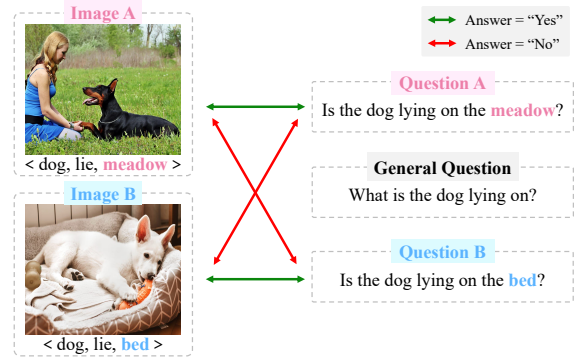 Image A
< dog, lie, meadow >
Image B
< dog, lie, bed >
Answer = “Yes”
Answer = “No”
Question A
Is the dog lying on the meadow?
General Question
What is the dog lying on?
Question B
Is the dog lying on the bed?